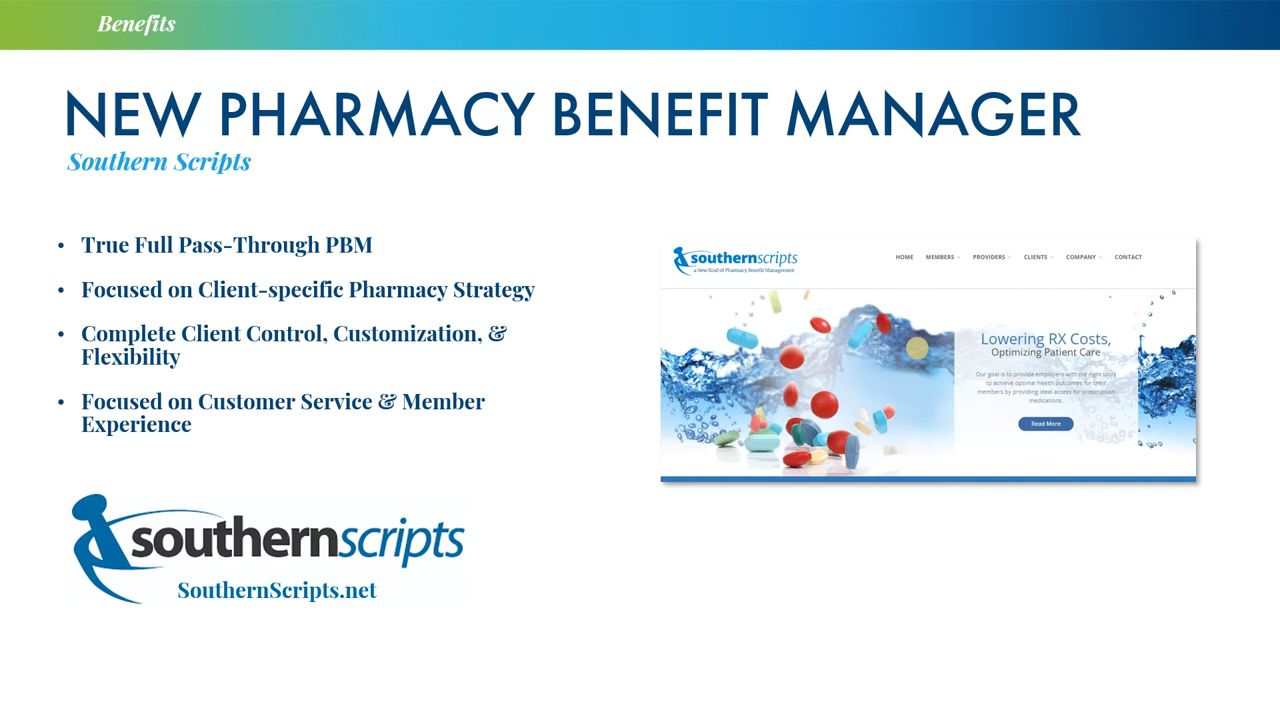 Benefits
NEW PHARMACY BENEFIT MANAGER
Southern Scripts
• True Full Pass-Through PBM
• Focused on Client-specific Pharmacy Strategy
• Complete Client Control, Customization, &
Flexibility
• Focused on Customer Service & Member
Experience
southernscripts
SouthernScripts.net
southernscripts
a New Kind of Pharmacy Benefit Management
HOME MEMBERS PROVIDERS CLIENTS COMPANY CONTACT
Lowering RX Costs,
Optimizing Patient Care
Our goal is to provide employers with the right tools
to achieve optimal health outcomes for their
members by providing ideal access for prescription
medications.
Read More